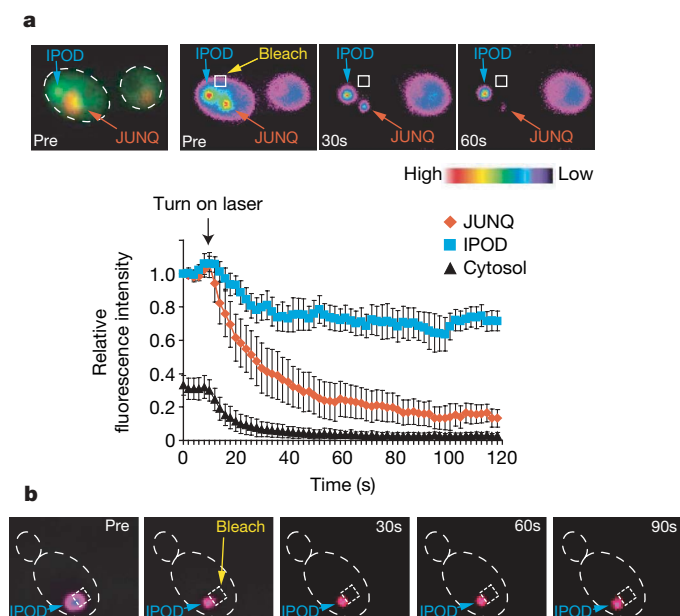 a
IPOD
JUNQ
Pre
IPOD
Bleach
JUNQ
Pre
IPOD
JUNQ
30s
IPOD
JUNQ
60s
High Low
Turn on laser
JUNQ
IPOD
Cytosol
Relative
fluorescence intensity
1.0
0.8
0.6
0.4
0.2
0
0 20 40 60 80 100 120
Time (s)
b
Pre
IPOD
Bleach
IPOD
30s
IPOD
60s
IPOD
90s
IPOD